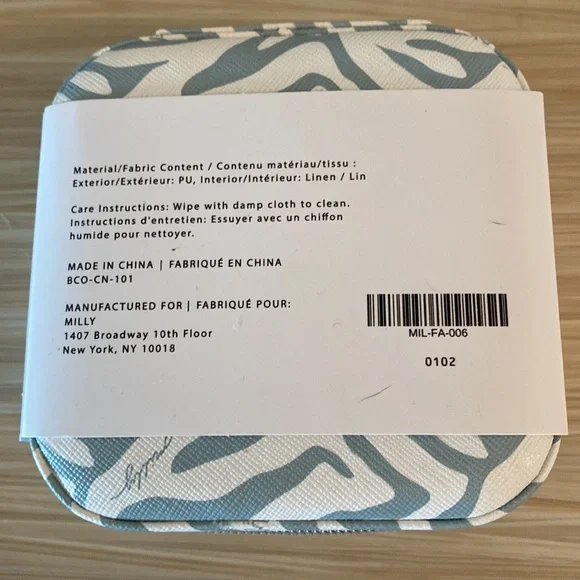 Material/Fabric Content / Contenu matériau/tissu :
Exterior/Extérieur: PU, Interior/Intérieur: Linen / Lin
Care Instructions: Wipe with damp cloth to clean.
Instructions d'entretien: Essuyer avec un chiffon
humide pour nettoyer.
MADE IN CHINA | FABRIQUÉ EN CHINA
BCO-CN-101
MANUFACTURED FOR | FABRIQUÉ POUR:
MILLY
1407 Broadway 10th Floor
New York, NY 10018
MIL-FA-006
0102
milly